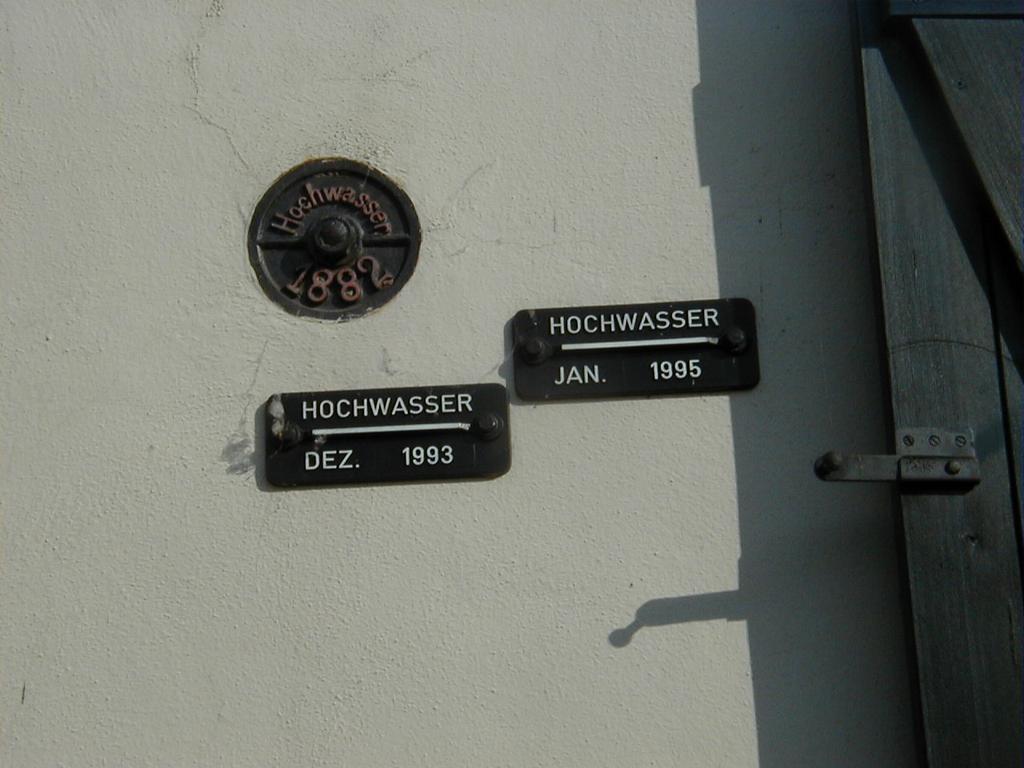 Hochwasser
1882
HOCHWASSER
JAN. 1995
HOCHWASSER
DEZ. 1993